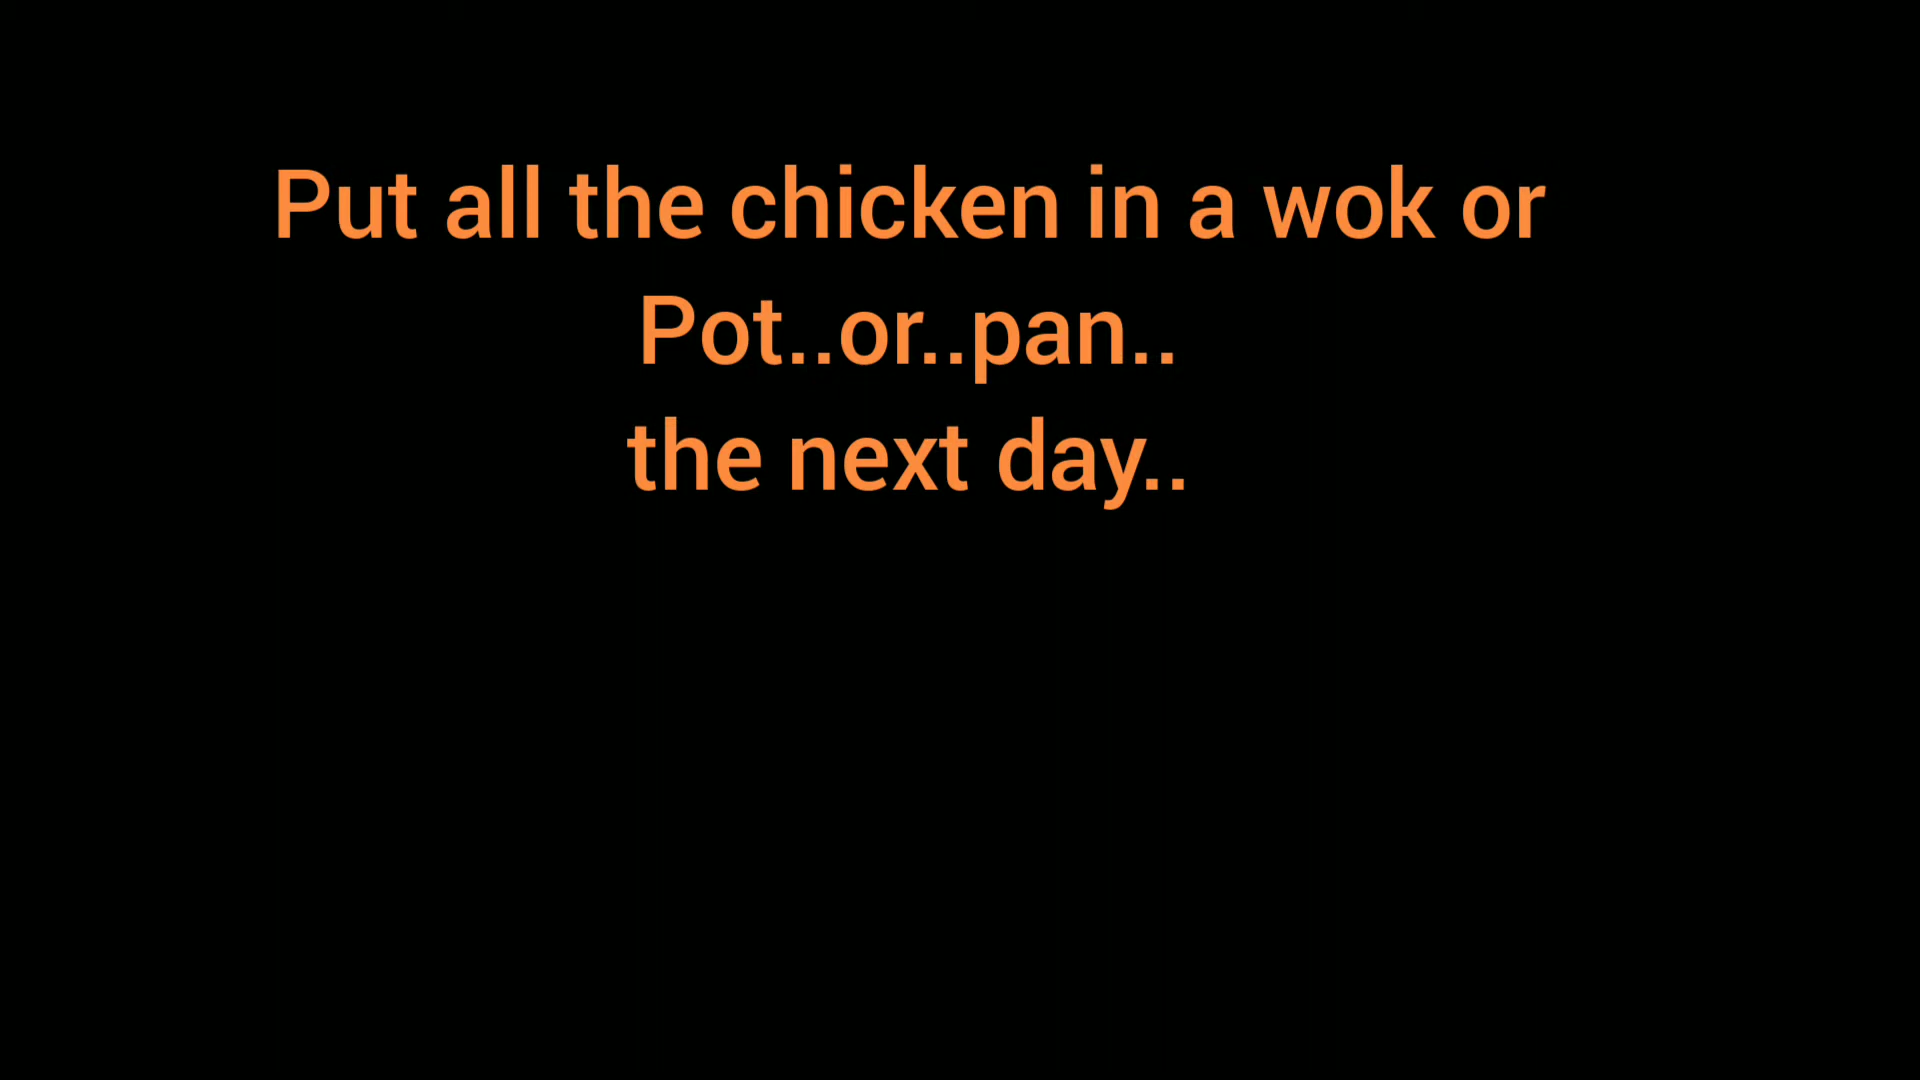 Put all the chicken in a wok or
Pot..or..pan..
the next day..